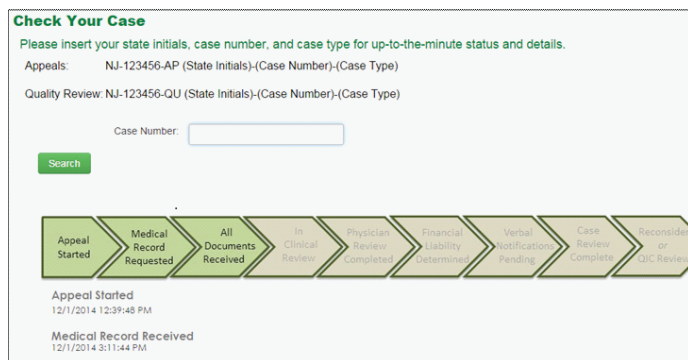 Check Your Case
Please insert your state initials, case number, and case type for up-to-the-minute status and details.
Appeals: NJ-123456-AP (State Initials)-(Case Number)-(Case Type)
Quality Review: NJ-123456-QU (State Initials)-(Case Number)-(Case Type)
Case Number:
Search
Appeal
Started
Medical
Record
Requested
All
Documents
Received
In
Clinical
Review
Physician
Review
Completed
Financial
Liability
Determined
Verbal
Notifications
Pending
Case
Review
Complete
Reconsider
or
QIC Review
Appeal Started
12/1/2014 12:39:48 PM
Medical Record Received
12/1/2014 3:11:44 PM